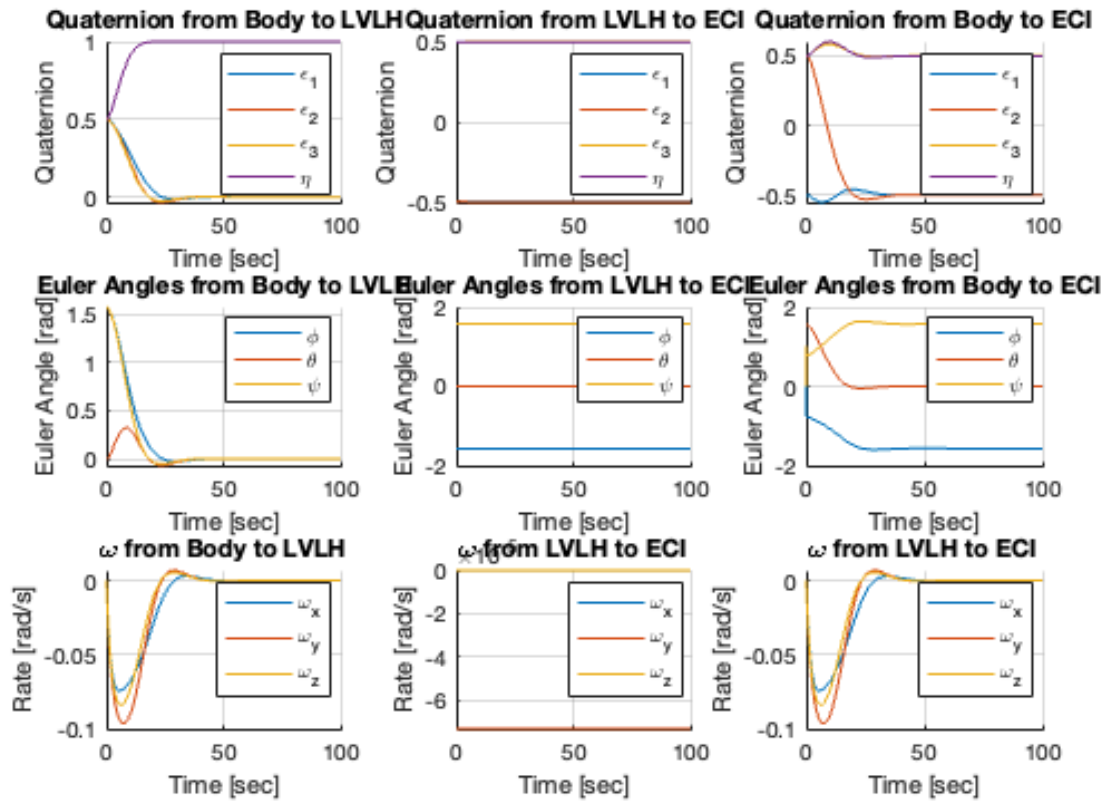 Quaternion from Body to LVLH
Quaternion
1
0.5
0
ϵ1
ϵ2
ϵ3
η
0 50 100
Time [sec]
Quaternion from LVLH to ECI
Quaternion
0.5
0
-0.5
ϵ1
ϵ2
ϵ3
η
0 50 100
Time [sec]
Quaternion from Body to ECI
Quaternion
0.5
0
-0.5
ϵ1
ϵ2
ϵ3
η
0 50 100
Time [sec]
Euler Angles from Body to LVLH
Euler Angle [rad]
1.5
1
0.5
0
ϕ
θ
ψ
0 50 100
Time [sec]
Euler Angles from LVLH to ECI
Euler Angle [rad]
2
0
-2
ϕ
θ
ψ
0 50 100
Time [sec]
Euler Angles from Body to ECI
Euler Angle [rad]
2
0
-2
ϕ
θ
ψ
0 50 100
Time [sec]
ω from Body to LVLH
Rate [rad/s]
0
-0.05
-0.1
ωx
ωy
ωz
0 50 100
Time [sec]
ω from LVLH to ECI
Rate [rad/s]
0
-2
-4
-6
ωx
ωy
ωz
0 50 100
Time [sec]
ω from LVLH to ECI
Rate [rad/s]
0
-0.05
-0.1
ωx
ωy
ωz
0 50 100
Time [sec]